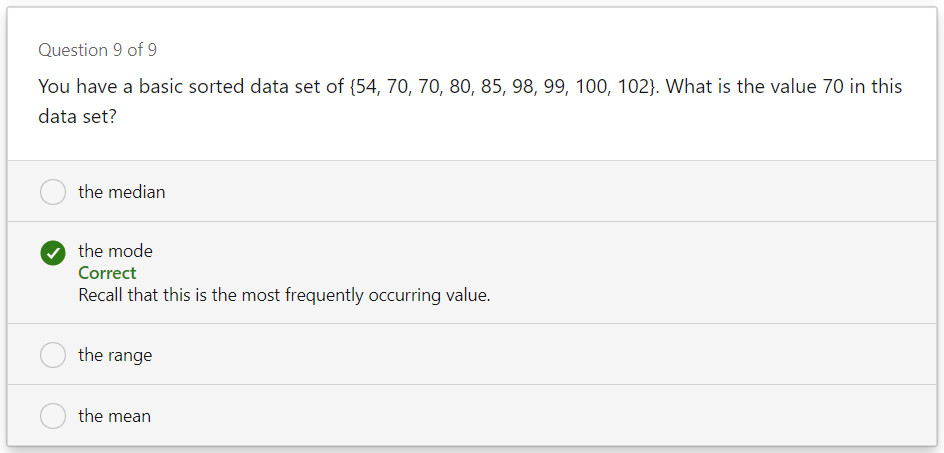 Question 9 of 9
You have a basic sorted data set of {54, 70, 70, 80, 85, 98, 99, 100, 102}. What is the value 70 in this
data set?
the median
the mode
Correct
Recall that this is the most frequently occurring value.
the range
the mean